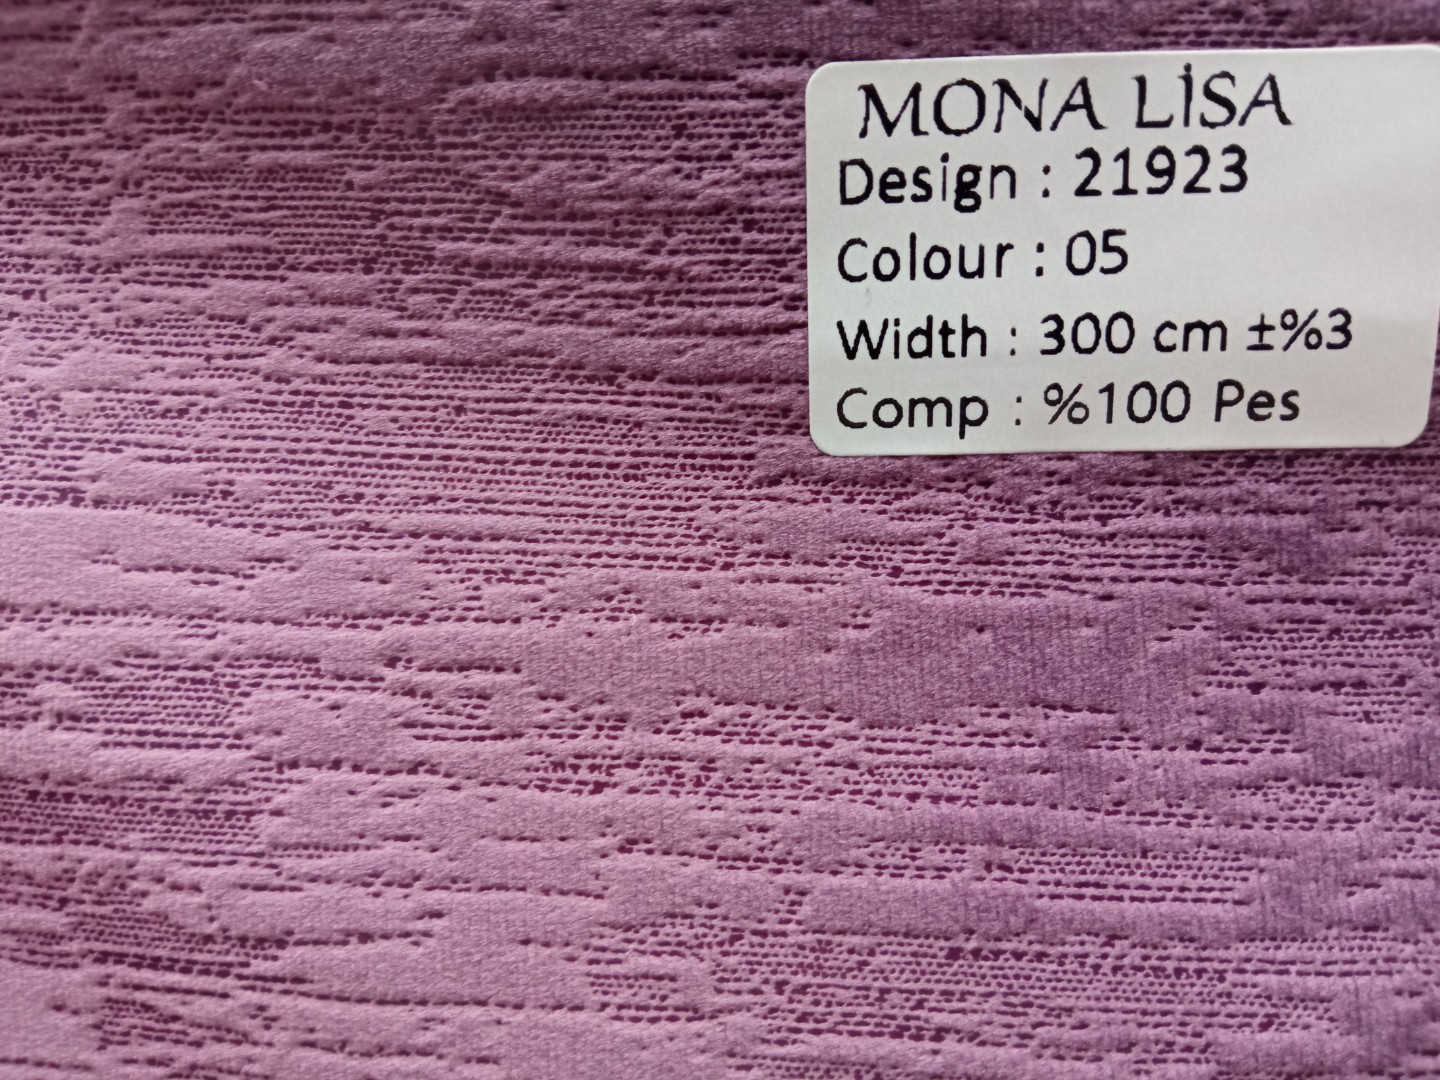 MONA LİSA
Design : 21923
Colour : 05
Width : 300 cm ±%3
Comp : %100 Pes